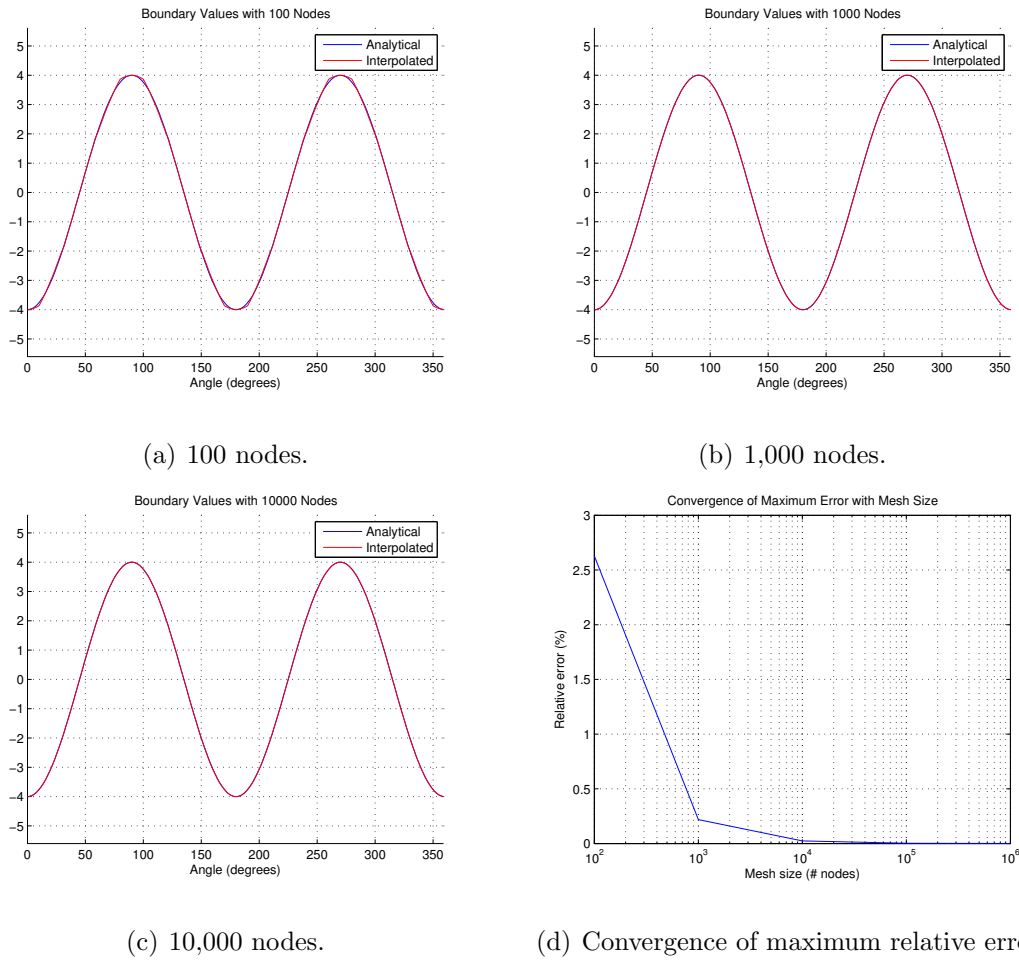 Boundary Values with 100 Nodes
5
4
3
2
1
0
−1
−2
−3
−4
−5
Analytical
Interpolated
0 50 100 150 200 250 300 350
Angle (degrees)
(a) 100 nodes.
Boundary Values with 1000 Nodes
5
4
3
2
1
0
−1
−2
−3
−4
−5
Analytical
Interpolated
0 50 100 150 200 250 300 350
Angle (degrees)
(b) 1,000 nodes.
Boundary Values with 10000 Nodes
5
4
3
2
1
0
−1
−2
−3
−4
−5
Analytical
Interpolated
0 50 100 150 200 250 300 350
Angle (degrees)
(c) 10,000 nodes.
Convergence of Maximum Error with Mesh Size
Relative error (%)
3
2.5
2
1.5
1
0.5
0
10^2 10^3 10^4 10^5 10^6
Mesh size (# nodes)
(d) Convergence of maximum relative erro